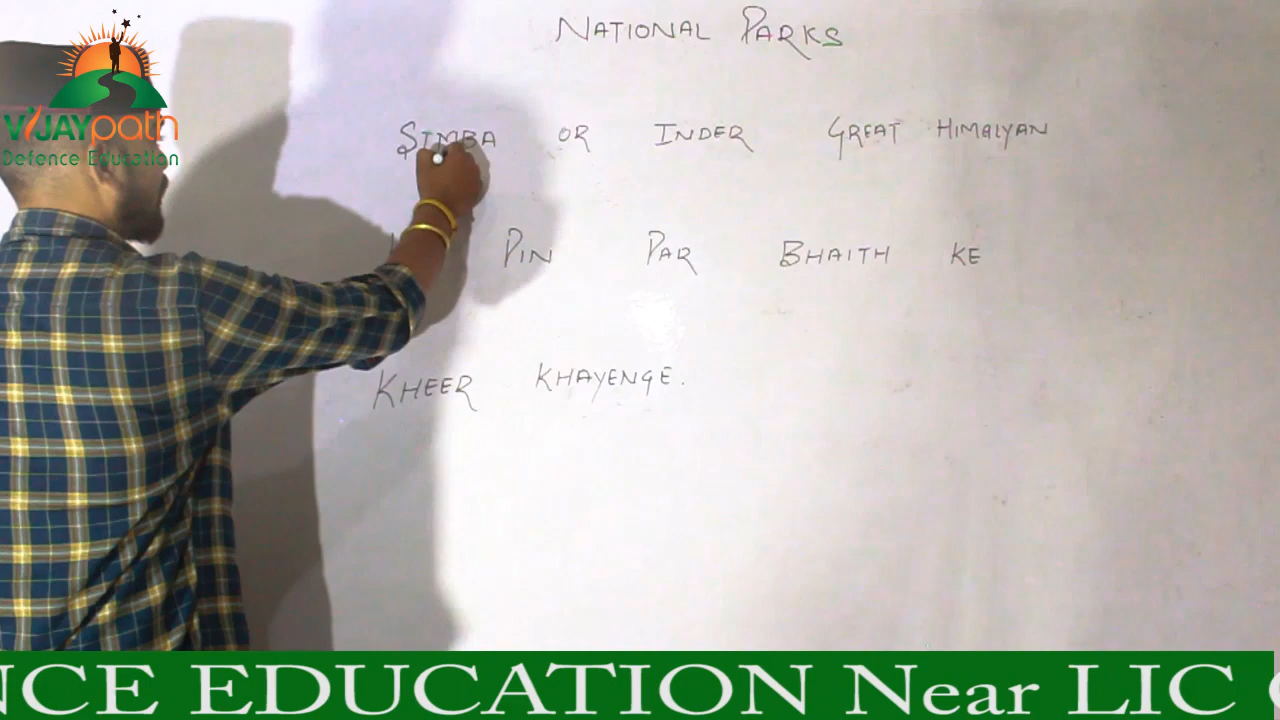 NATIONAL PARKS
VIJAYpath
Defence Education
SIMBA OR INDER GREAT HIMALYAN
PIN PAR BHAITH KE
KHEER KHAYENGE.
NCE EDUCATION Near LIC